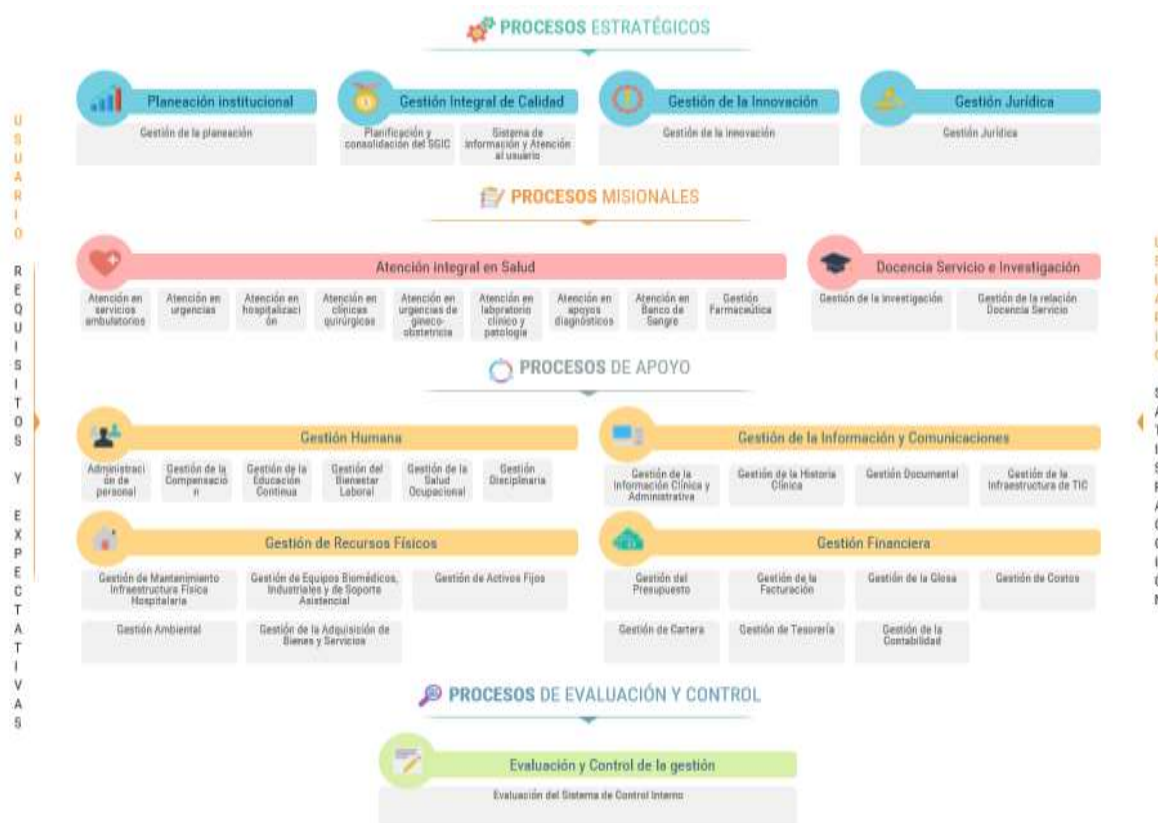 PROCESOS ESTRATÉGICOS
Planeación institucional
Gestión de la planeación
Gestión Integral de Calidad
Planificación y
consolidación del SGIC
Sistema de
información y Atención
al usuario
Gestión de la Innovación
Gestión de la innovación
Gestión Jurídica
Gestión Jurídica
USUARIO REQUISITOS Y EXPECTATIVAS
PROCESOS MISIONALES
Atención integral en Salud
Atención en
servicios
ambulatorios
Atención en
urgencias
Atención en
hospitalizaci
ón
Atención en
clínicas
quirúrgicas
Atención en
urgencias de
gineco-
obstetricia
Atención en
laboratorio
clínico y
patología
Atención en
apoyos
diagnósticos
Atención en
Banco de
Sangre
Gestión
Farmaceútica
Docencia Servicio e Investigación
Gestión de la investigación
Gestión de la relación
Docencia Servicio
USUARIO SATISFACCIÓN
PROCESOS DE APOYO
Gestión Humana
Administraci
ón de
personal
Gestión de la
Compensació
n
Gestión de la
Educación
Continua
Gestión del
Bienestar
Laboral
Gestión de la
Salud
Ocupacional
Gestión
Disciplinaria
Gestión de la Información y Comunicaciones
Gestión de la
Información Clínica y
Administrativa
Gestión de la Historia
Clínica
Gestión Documental
Gestión de la
Infraestructura de TIC
Gestión de Recursos Físicos
Gestión de Mantenimiento
Infraestructura Física
Hospitalaria
Gestión de Equipos Biomédicos,
Industriales y de Soporte
Asistencial
Gestión de Activos Fijos
Gestión Ambiental
Gestión de la Adquisición de
Bienes y Servicios
Gestión Financiera
Gestión del
Presupuesto
Gestión de la
Facturación
Gestión de la Glosa
Gestión de Costos
Gestión de Cartera
Gestión de Tesorería
Gestión de la
Contabilidad
PROCESOS DE EVALUACIÓN Y CONTROL
Evaluación y Control de la gestión
Evaluación del Sistema de Control Interno